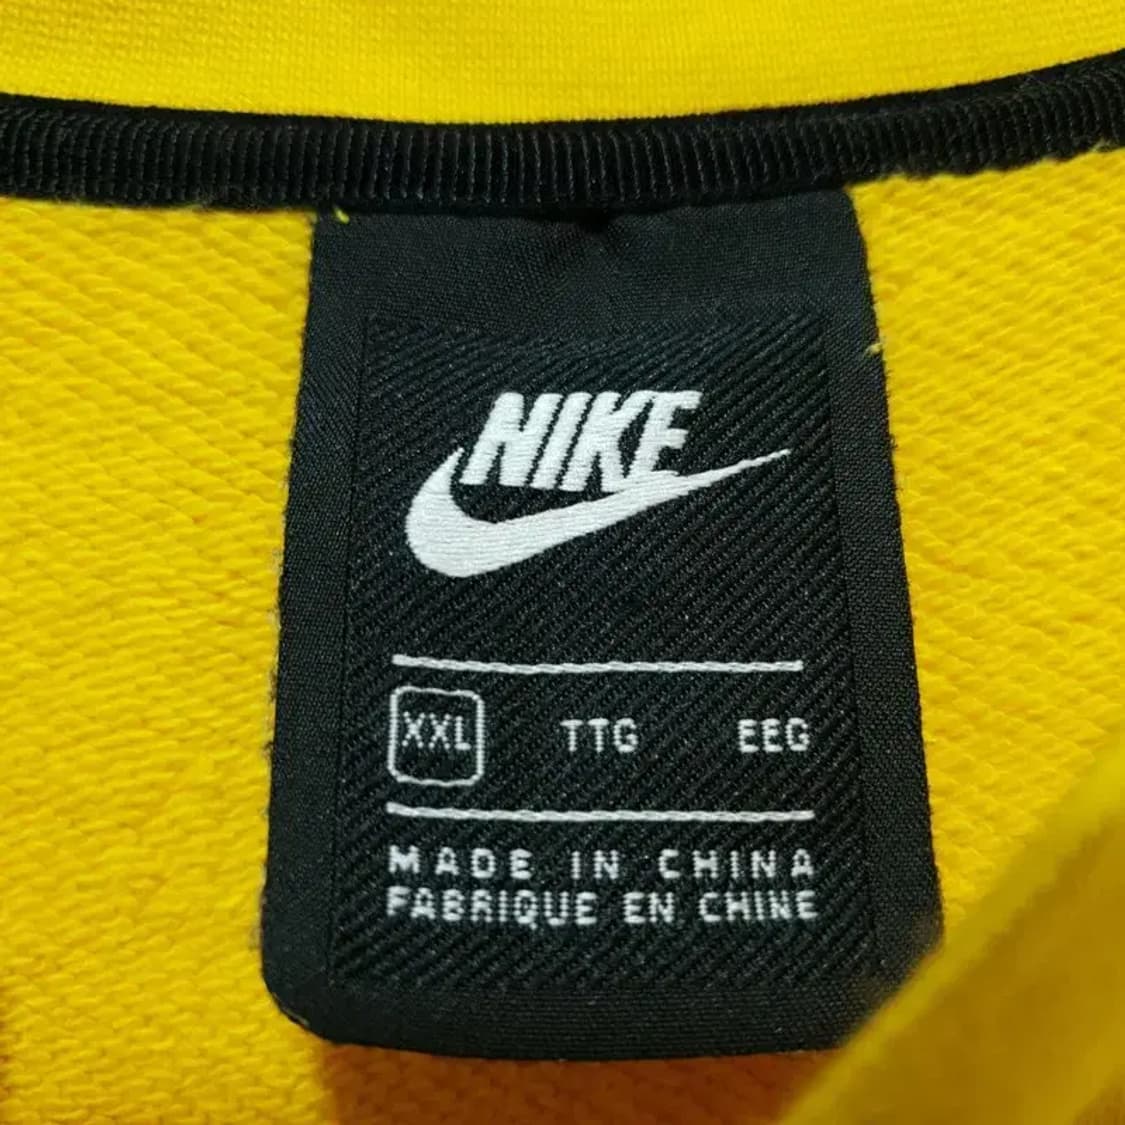 NIKE
XXL TTG EEG
MADE IN CHINA
FABRIQUE EN CHINE